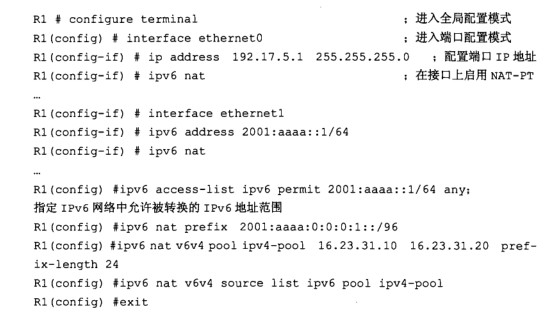 R1 # configure terminal ；进入全局配置模式
R1(config) # interface ethernet0 ；进入端口配置模式
R1(config-if) # ip address 192.17.5.1 255.255.255.0 ；配置端口 IP 地址
R1(config-if) # ipv6 nat ；在接口上启用 NAT-PT
…
R1(config-if) # interface ethernet1
R1(config-if) # ipv6 address 2001:aaaa::1/64
R1(config-if) # ipv6 nat
…
R1(config) #ipv6 access-list ipv6 permit 2001:aaaa::1/64 any;
指定 IPv6 网络中允许被转换的 IPv6 地址范围
R1(config) #ipv6 nat prefix 2001:aaaa:0:0:0:1::/96
R1(config) #ipv6 nat v6v4 pool ipv4-pool 16.23.31.10 16.23.31.20 pref-
ix-length 24
R1(config) #ipv6 nat v6v4 source list ipv6 pool ipv4-pool
R1(config) #exit